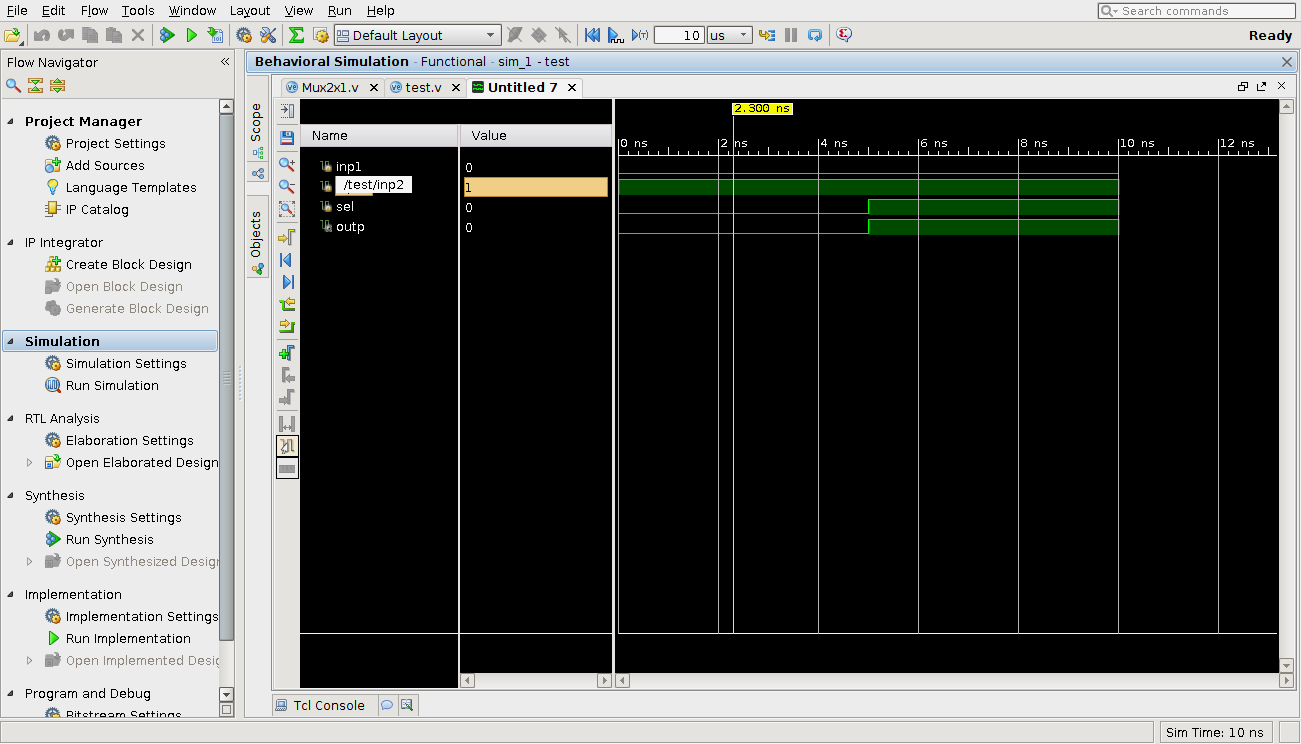 File Edit Flow Tools Window Layout View Run Help
Search commands
Default Layout
10 us
Ready
Flow Navigator
Project Manager
Project Settings
Add Sources
Language Templates
IP Catalog
IP Integrator
Create Block Design
Open Block Design
Generate Block Design
Simulation
Simulation Settings
Run Simulation
RTL Analysis
Elaboration Settings
Open Elaborated Design
Synthesis
Synthesis Settings
Run Synthesis
Open Synthesized Desig
Implementation
Implementation Settings
Run Implementation
Open Implemented Desig
Program and Debug
Bitstream Settings
Behavioral Simulation - Functional - sim_1 - test
Mux2x1.v test.v Untitled 7
Scope
Objects
2.300 ns
Name Value
0 ns 2 ns 4 ns 6 ns 8 ns 10 ns 12 ns
inp1 0
/test/inp2 1
sel 0
outp 0
Tcl Console
Sim Time: 10 ns